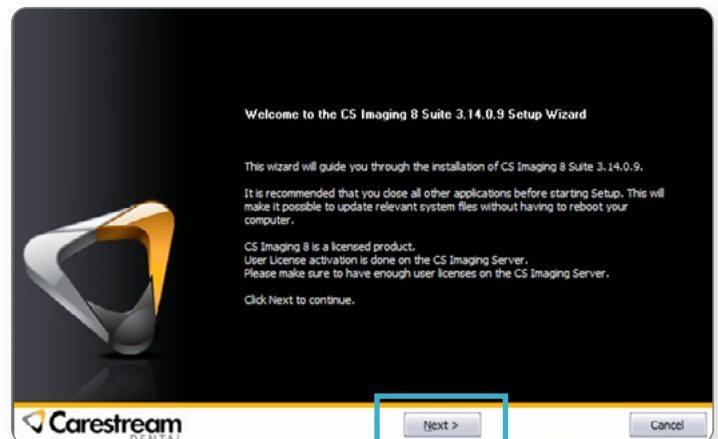 Welcome to the CS Imaging 8 Suite 3.14.0.9 Setup Wizard
This wizard will guide you through the installation of CS Imaging 8 Suite 3.14.0.9.
It is recommended that you close all other applications before starting Setup. This will
make it possible to update relevant system files without having to reboot your
computer.
CS Imaging 8 is a licensed product.
User License activation is done on the CS Imaging Server.
Please make sure to have enough user licenses on the CS Imaging Server.
Click Next to continue.
Carestream
DENTAL
Next >
Cancel